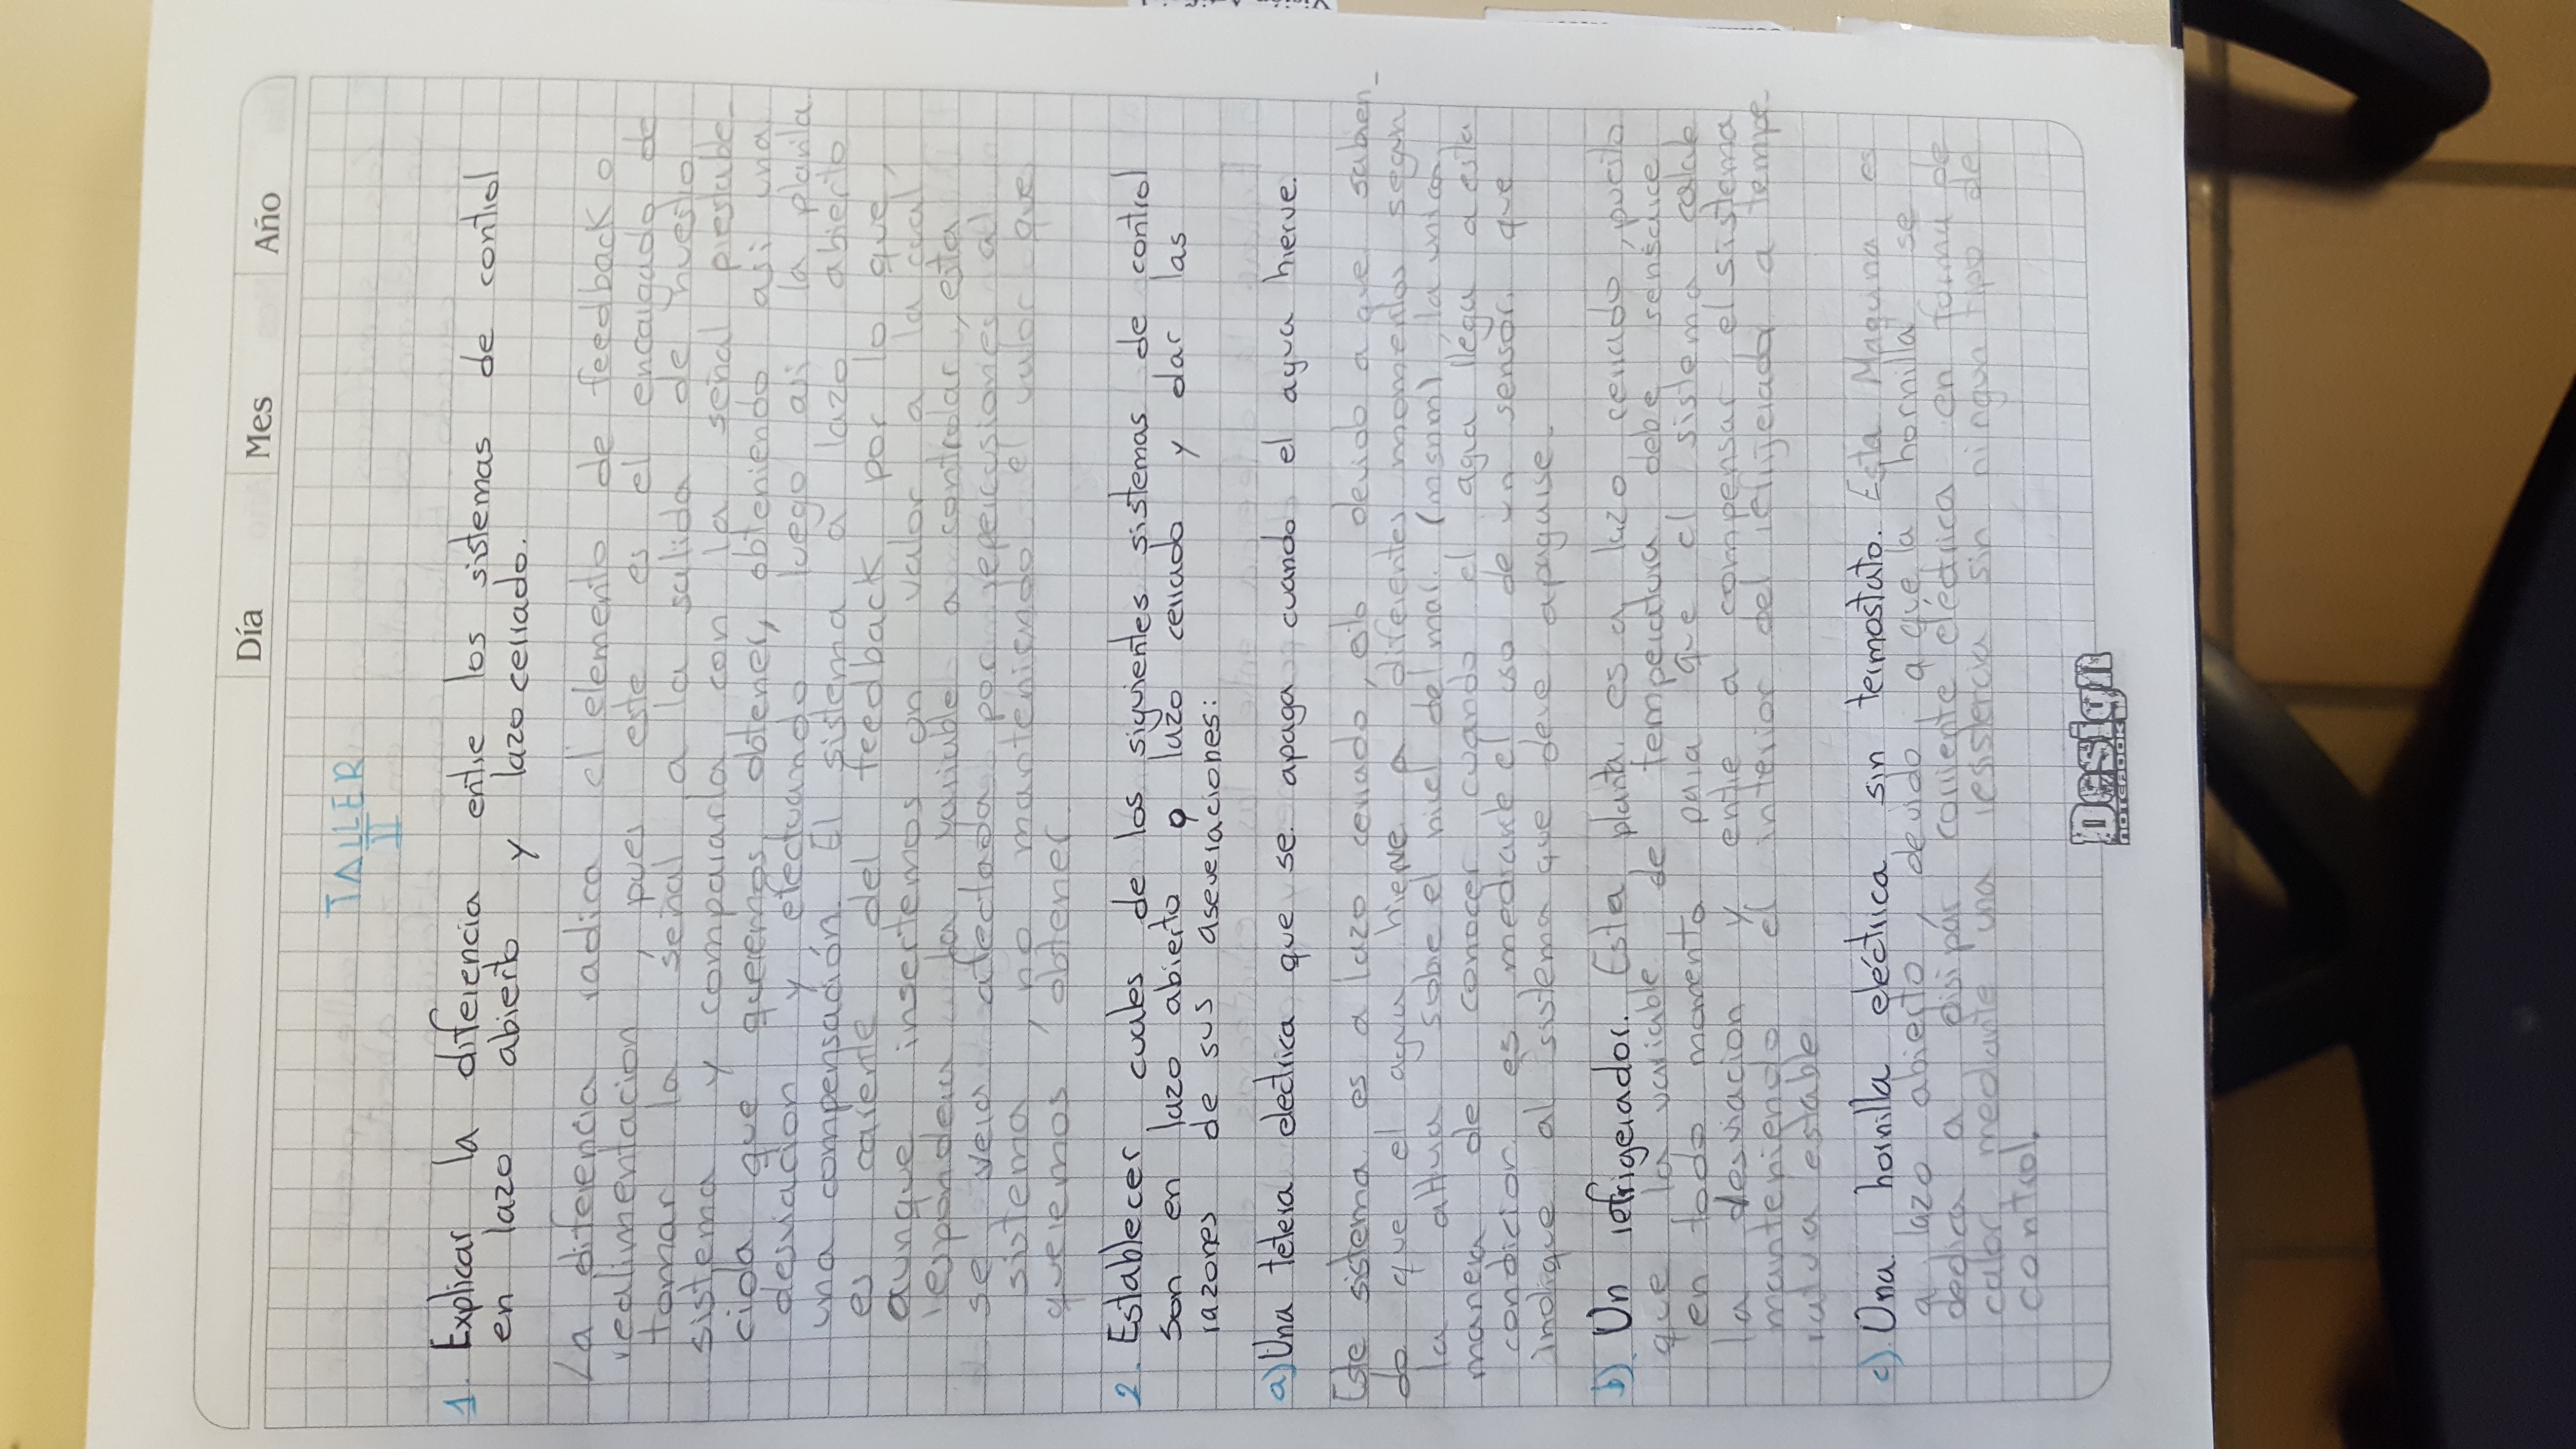 Día Mes Año
TALLER
II
1. Explicar la diferencia entre los sistemas de control
en lazo abierto y lazo cerrado.
La diferencia radica el elemento de feedback o
realimentacion, pues este es el encargado de
tomar la señal a la salida de nuestro
sistema y compararla con la señal prestable-
cida que queremos obtener, obteniendo asi una
desviacion y efectuando luego asi la planta
una compensación. El sistema a lazo abierto
es carente del feedback por lo que,
aunque insertemos un valor a la cual
respondera la variable a controlar, esta
se vera afectada por repercusiones al
sistema, no manteniendo el valor que
queremos obtener
2. Establecer cuales de los siguientes sistemas de control
son en lazo abierto o lazo cerrado y dar las
razones de sus aseveraciones:
a) Una tetera electrica que se apaga cuando el agua hierve.
Este sistema es a lazo cerrado, esto devido a que sabien-
do que el agua hierve a diferentes momentos segun
la altura sobre el nivel del mar. (msnm), la unica
manera de conocer cuando el agua llega a esta
condicion es mediante el uso de un sensor que
indique al sistema que deve apagarse.
b) Un refrigerador. Esta planta es a lazo cerrado, puesto
que la variable de temperatura debe sensarce
en todo momento para que el sistema
la desviacion y entre a compensar el sistema
manteniendo el interior del refrijerador a tempe-
ratura estable
c) Una hornilla eléctrica sin termostato. Esta Maquina es
a lazo abierto, devido a que la hornilla se
dedica a disipar corriente eléctrica en forma de
calor mediante una resistencia sin ningun tipo de
control.
Design
NOTEBOOK